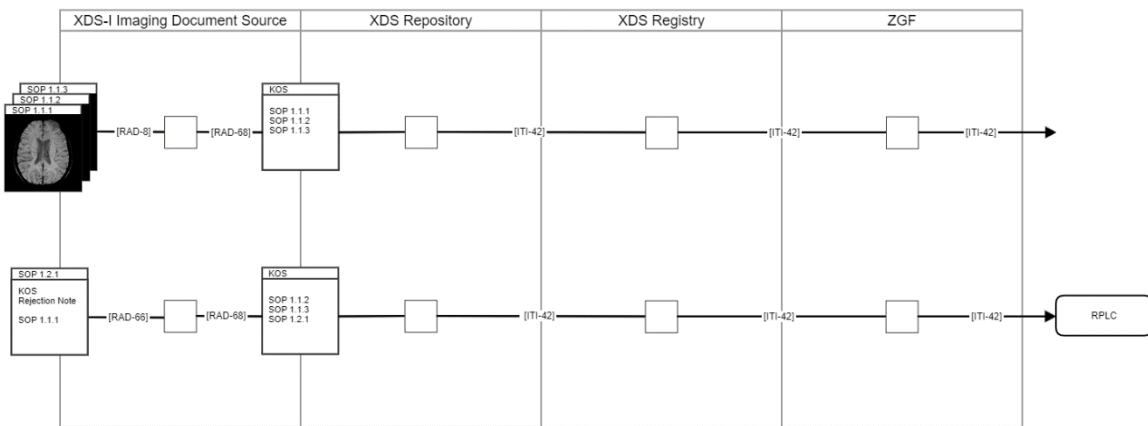 XDS-I Imaging Document Source
XDS Repository
XDS Registry
ZGF
SOP 1.1.3
SOP 1.1.2
SOP 1.1.1
[RAD-8]
[RAD-68]
KOS
SOP 1.1.1
SOP 1.1.2
SOP 1.1.3
[ITI-42]
[ITI-42]
[ITI-42]
SOP 1.2.1
KOS
Rejection Note
SOP 1.1.1
[RAD-66]
[RAD-68]
KOS
SOP 1.1.2
SOP 1.1.3
SOP 1.2.1
[ITI-42]
[ITI-42]
[ITI-42]
RPLC